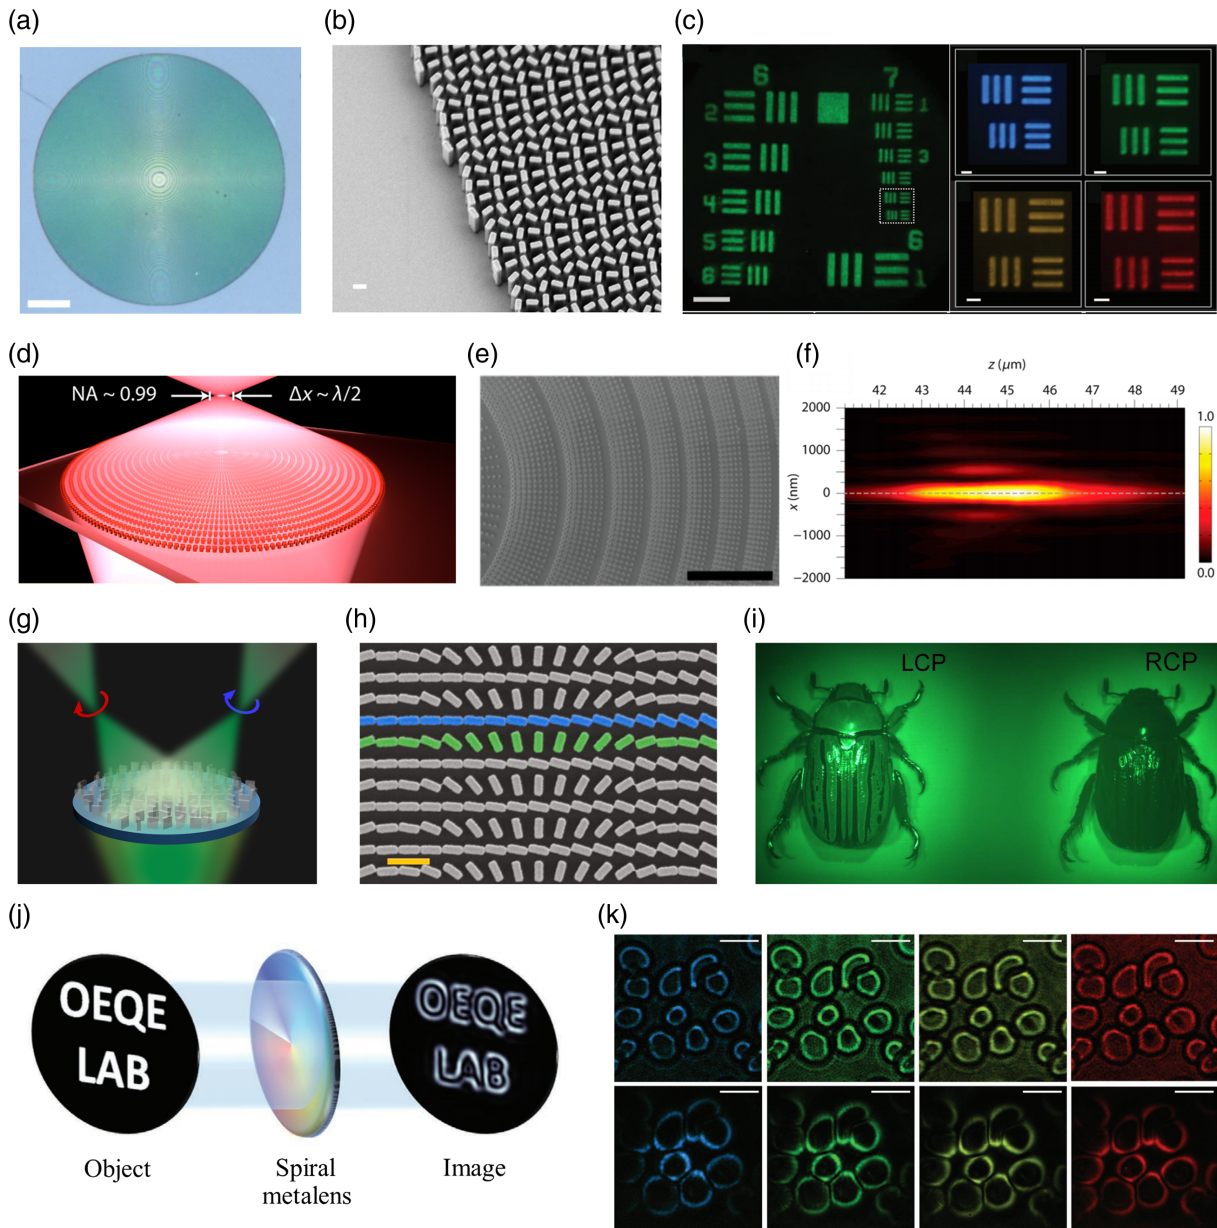 (a)
(b)
(c)
6
7
2
1
3
3
4
5
6
6
1
(d)
NA ~ 0.99
Δx ~ λ/2
(e)
(f)
z (μm)
42 43 44 45 46 47 48 49
2000
1000
0
−1000
−2000
x (nm)
1.0
0.0
(g)
(h)
(i)
LCP
RCP
(j)
OEQE
LAB
OEQE
LAB
Object
Spiral
metalens
Image
(k)